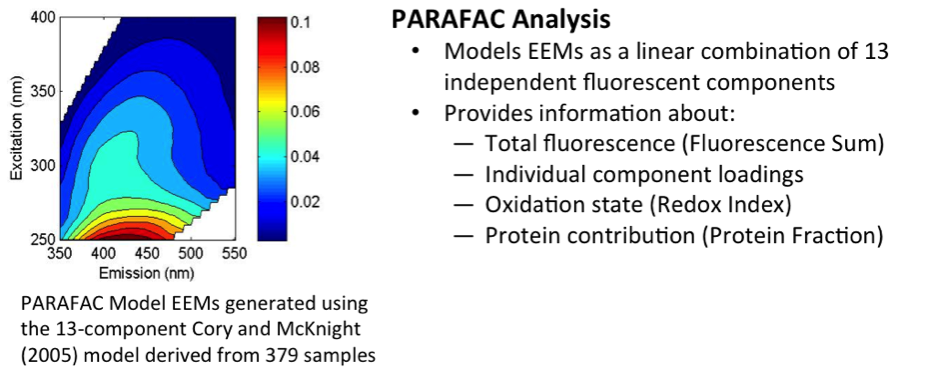 400
350
300
250
Excitation (nm)
350 400 450 500 550
Emission (nm)
0.1
0.08
0.06
0.04
0.02
PARAFAC Model EEMs generated using
the 13-component Cory and McKnight
(2005) model derived from 379 samples
PARAFAC Analysis
• Models EEMs as a linear combination of 13
independent fluorescent components
• Provides information about:
— Total fluorescence (Fluorescence Sum)
— Individual component loadings
— Oxidation state (Redox Index)
— Protein contribution (Protein Fraction)